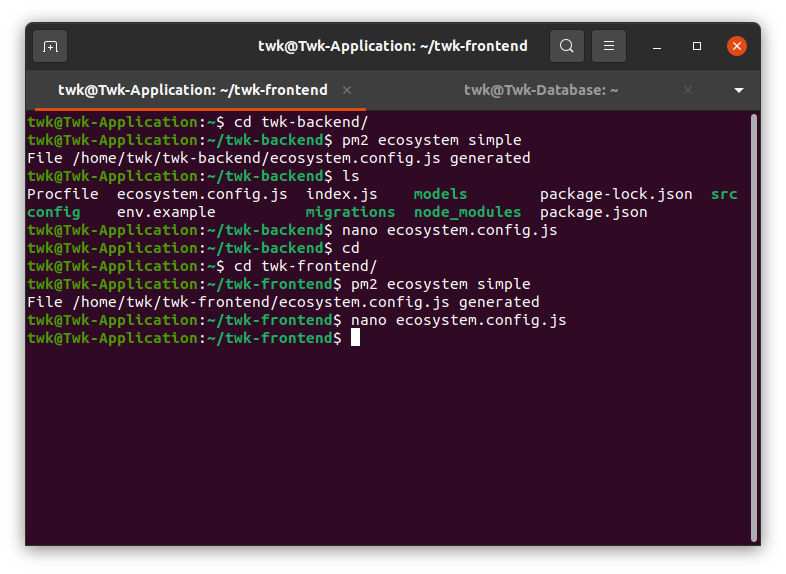 twk@Twk-Application: ~/twk-frontend
twk@Twk-Application: ~/twk-frontend × twk@Twk-Database: ~ ×
twk@Twk-Application:~$ cd twk-backend/
twk@Twk-Application:~/twk-backend$ pm2 ecosystem simple
File /home/twk/twk-backend/ecosystem.config.js generated
twk@Twk-Application:~/twk-backend$ ls
Procfile  ecosystem.config.js  index.js    models        package-lock.json  src
config    env.example          migrations  node_modules  package.json
twk@Twk-Application:~/twk-backend$ nano ecosystem.config.js
twk@Twk-Application:~/twk-backend$ cd
twk@Twk-Application:~$ cd twk-frontend/
twk@Twk-Application:~/twk-frontend$ pm2 ecosystem simple
File /home/twk/twk-frontend/ecosystem.config.js generated
twk@Twk-Application:~/twk-frontend$ nano ecosystem.config.js
twk@Twk-Application:~/twk-frontend$